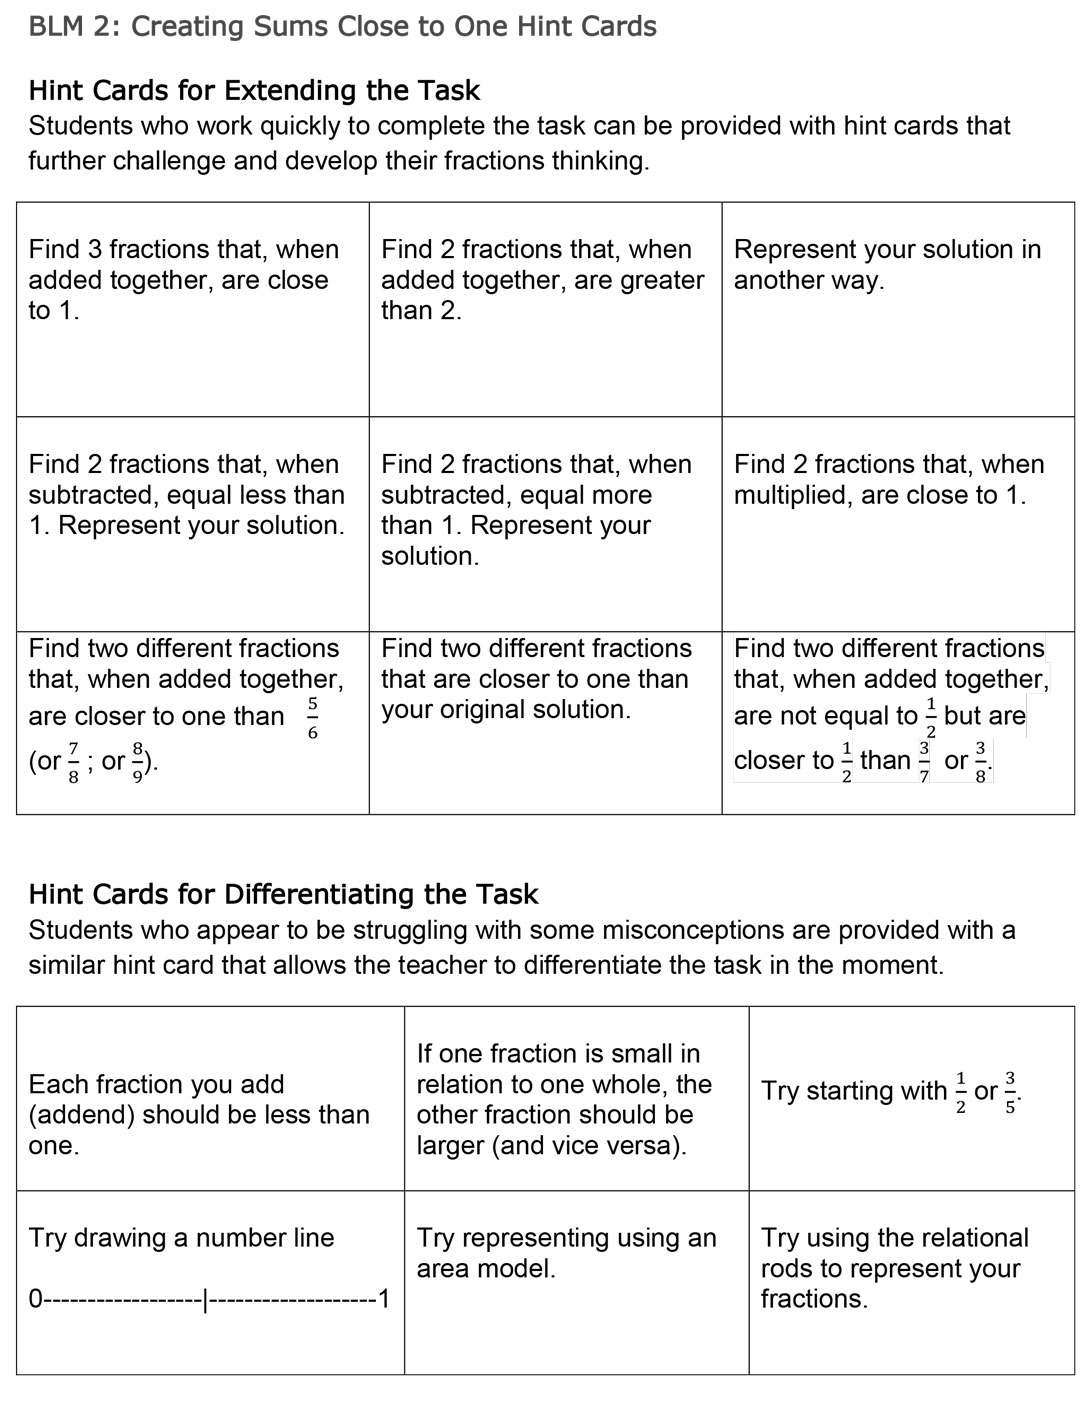 BLM 2: Creating Sums Close to One Hint Cards
Hint Cards for Extending the Task
Students who work quickly to complete the task can be provided with hint cards that
further challenge and develop their fractions thinking.
Find 3 fractions that, when
added together, are close
to 1.
Find 2 fractions that, when
added together, are greater
than 2.
Represent your solution in
another way.
Find 2 fractions that, when
subtracted, equal less than
1. Represent your solution.
Find 2 fractions that, when
subtracted, equal more
than 1. Represent your
solution.
Find 2 fractions that, when
multiplied, are close to 1.
Find two different fractions
that, when added together,
are closer to one than 5/6
(or 7/8 ; or 8/9).
Find two different fractions
that are closer to one than
your original solution.
Find two different fractions
that, when added together,
are not equal to 1/2 but are
closer to 1/2 than 3/7 or 3/8.
Hint Cards for Differentiating the Task
Students who appear to be struggling with some misconceptions are provided with a
similar hint card that allows the teacher to differentiate the task in the moment.
Each fraction you add
(addend) should be less than
one.
If one fraction is small in
relation to one whole, the
other fraction should be
larger (and vice versa).
Try starting with 1/2 or 3/5.
Try drawing a number line
0------------------|-------------------1
Try representing using an
area model.
Try using the relational
rods to represent your
fractions.